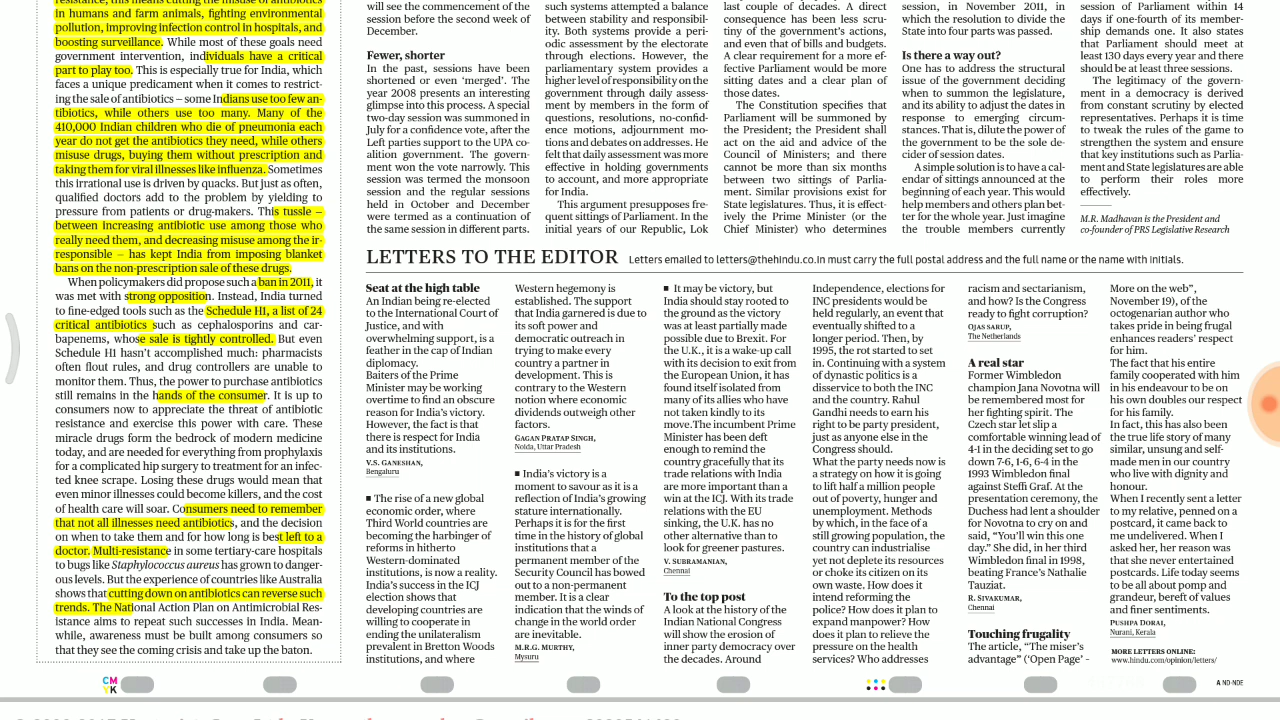 resistance, this means cutting the misuse of antibiotics
in humans and farm animals, fighting environmental
pollution, improving infection control in hospitals, and
boosting surveillance. While most of these goals need
government intervention, individuals have a critical
part to play too. This is especially true for India, which
faces a unique predicament when it comes to restrict-
ing the sale of antibiotics – some Indians use too few an-
tibiotics, while others use too many. Many of the
410,000 Indian children who die of pneumonia each
year do not get the antibiotics they need, while others
misuse drugs, buying them without prescription and
taking them for viral illnesses like influenza. Sometimes
this irrational use is driven by quacks. But just as often,
qualified doctors add to the problem by yielding to
pressure from patients or drug-makers. This tussle –
between increasing antibiotic use among those who
really need them, and decreasing misuse among the ir-
responsible – has kept India from imposing blanket
bans on the non-prescription sale of these drugs.
When policymakers did propose such a ban in 2011, it
was met with strong opposition. Instead, India turned
to fine-edged tools such as the Schedule H1, a list of 24
critical antibiotics such as cephalosporins and car-
bapenems, whose sale is tightly controlled. But even
Schedule H1 hasn't accomplished much: pharmacists
often flout rules, and drug controllers are unable to
monitor them. Thus, the power to purchase antibiotics
still remains in the hands of the consumer. It is up to
consumers now to appreciate the threat of antibiotic
resistance and exercise this power with care. These
miracle drugs form the bedrock of modern medicine
today, and are needed for everything from prophylaxis
for a complicated hip surgery to treatment for an infec-
ted knee scrape. Losing these drugs would mean that
even minor illnesses could become killers, and the cost
of health care will soar. Consumers need to remember
that not all illnesses need antibiotics, and the decision
on when to take them and for how long is best left to a
doctor. Multi-resistance in some tertiary-care hospitals
to bugs like Staphylococcus aureus has grown to danger-
ous levels. But the experience of countries like Australia
shows that cutting down on antibiotics can reverse such
trends. The National Action Plan on Antimicrobial Res-
istance aims to repeat such successes in India. Mean-
while, awareness must be built among consumers so
that they see the coming crisis and take up the baton.
will see the commencement of the
session before the second week of
December.
Fewer, shorter
In the past, sessions have been
shortened or even 'merged'. The
year 2008 presents an interesting
glimpse into this process. A special
two-day session was summoned in
July for a confidence vote, after the
Left parties support to the UPA co-
alition government. The govern-
ment won the vote narrowly. This
session was termed the monsoon
session and the regular sessions
held in October and December
were termed as a continuation of
the same session in different parts.
such systems attempted a balance
between stability and responsibil-
ity. Both systems provide a peri-
odic assessment by the electorate
through elections. However, the
parliamentary system provides a
higher level of responsibility on the
government through daily assess-
ment by members in the form of
questions, resolutions, no-confid-
ence motions, adjournment mo-
tions and debates on addresses. He
felt that daily assessment was more
effective in holding governments
to account, and more appropriate
for India.
This argument presupposes fre-
quent sittings of Parliament. In the
initial years of our Republic, Lok
last couple of decades. A direct
consequence has been less scru-
tiny of the government's actions,
and even that of bills and budgets.
A clear requirement for a more ef-
fective Parliament would be more
sitting dates and a clear plan of
those dates.
The Constitution specifies that
Parliament will be summoned by
the President; the President shall
act on the aid and advice of the
Council of Ministers; and there
cannot be more than six months
between two sittings of Parlia-
ment. Similar provisions exist for
State legislatures. Thus, it is effect-
ively the Prime Minister (or the
Chief Minister) who determines
session, in November 2011, in
which the resolution to divide the
State into four parts was passed.
Is there a way out?
One has to address the structural
issue of the government deciding
when to summon the legislature,
and its ability to adjust the dates in
response to emerging circum-
stances. That is, dilute the power of
the government to be the sole de-
cider of session dates.
A simple solution is to have a cal-
endar of sittings announced at the
beginning of each year. This would
help members and others plan bet-
ter for the whole year. Just imagine
the trouble members currently
session of Parliament within 14
days if one-fourth of its member-
ship demands one. It also states
that Parliament should meet at
least 130 days every year and there
should be at least three sessions.
The legitimacy of the govern-
ment in a democracy is derived
from constant scrutiny by elected
representatives. Perhaps it is time
to tweak the rules of the game to
strengthen the system and ensure
that key institutions such as Parlia-
ment and State legislatures are able
to perform their roles more
effectively.
M.R. Madhavan is the President and
co-founder of PRS Legislative Research
LETTERS TO THE EDITOR Letters emailed to letters@thehindu.co.in must carry the full postal address and the full name or the name with initials.
Seat at the high table
An Indian being re-elected
to the International Court of
Justice, and with
overwhelming support, is a
feather in the cap of Indian
diplomacy.
Baiters of the Prime
Minister may be working
overtime to find an obscure
reason for India's victory.
However, the fact is that
there is respect for India
and its institutions.
V.S. GANESHAN,
Bengaluru
■ The rise of a new global
economic order, where
Third World countries are
becoming the harbinger of
reforms in hitherto
Western-dominated
institutions, is now a reality.
India's success in the ICJ
election shows that
developing countries are
willing to cooperate in
ending the unilateralism
prevalent in Bretton Woods
institutions, and where
Western hegemony is
established. The support
that India garnered is due to
its soft power and
democratic outreach in
trying to make every
country a partner in
development. This is
contrary to the Western
notion where economic
dividends outweigh other
factors.
GAGAN PRATAP SINGH,
Noida, Uttar Pradesh
■ India's victory is a
moment to savour as it is a
reflection of India's growing
stature internationally.
Perhaps it is for the first
time in the history of global
institutions that a
permanent member of the
Security Council has bowed
out to a non-permanent
member. It is a clear
indication that the winds of
change in the world order
are inevitable.
M.R.G. MURTHY,
Mysuru
■ It may be victory, but
India should stay rooted to
the ground as the victory
was at least partially made
possible due to Brexit. For
the U.K., it is a wake-up call
with its decision to exit from
the European Union, it has
found itself isolated from
many of its allies who have
not taken kindly to its
move.The incumbent Prime
Minister has been deft
enough to remind the
country gracefully that its
trade relations with India
are more important than a
win at the ICJ. With its trade
relations with the EU
sinking, the U.K. has no
other alternative than to
look for greener pastures.
V. SUBRAMANIAN,
Chennai
To the top post
A look at the history of the
Indian National Congress
will show the erosion of
inner party democracy over
the decades. Around
Independence, elections for
INC presidents would be
held regularly, an event that
eventually shifted to a
longer period. Then, by
1995, the rot started to set
in. Continuing with a system
of dynastic politics is a
disservice to both the INC
and the country. Rahul
Gandhi needs to earn his
right to be party president,
just as anyone else in the
Congress should.
What the party needs now is
a strategy on how it is going
to lift half a million people
out of poverty, hunger and
unemployment. Methods
by which, in the face of a
still growing population, the
country can industrialise
yet not deplete its resources
or choke its citizen on its
own waste. How does it
intend reforming the
police? How does it plan to
expand manpower? How
does it plan to relieve the
pressure on the health
services? Who addresses
racism and sectarianism,
and how? Is the Congress
ready to fight corruption?
OJAS SARUP,
The Netherlands
A real star
Former Wimbledon
champion Jana Novotna will
be remembered most for
her fighting spirit. The
Czech star let slip a
comfortable winning lead of
4-1 in the deciding set to go
down 7-6, 1-6, 6-4 in the
1993 Wimbledon final
against Steffi Graf. At the
presentation ceremony, the
Duchess had lent a shoulder
for Novotna to cry on and
said, "You'll win this one
day." She did, in her third
Wimbledon final in 1998,
beating France's Nathalie
Tauziat.
R. SIVAKUMAR,
Chennai
Touching frugality
The article, "The miser's
advantage" ('Open Page' -
More on the web",
November 19), of the
octogenarian author who
takes pride in being frugal
enhances readers' respect
for him.
The fact that his entire
family cooperated with him
in his endeavour to be on
his own doubles our respect
for his family.
In fact, this has also been
the true life story of many
similar, unsung and self-
made men in our country
who live with dignity and
honour.
When I recently sent a letter
to my relative, penned on a
postcard, it came back to
me undelivered. When I
asked her, her reason was
that she never entertained
postcards. Life today seems
to be all about pomp and
grandeur, bereft of values
and finer sentiments.
PUSHPA DORAI,
Nurani, Kerala
MORE LETTERS ONLINE:
www.hindu.com/opinion/letters/
CM
YK
A ND-NDE